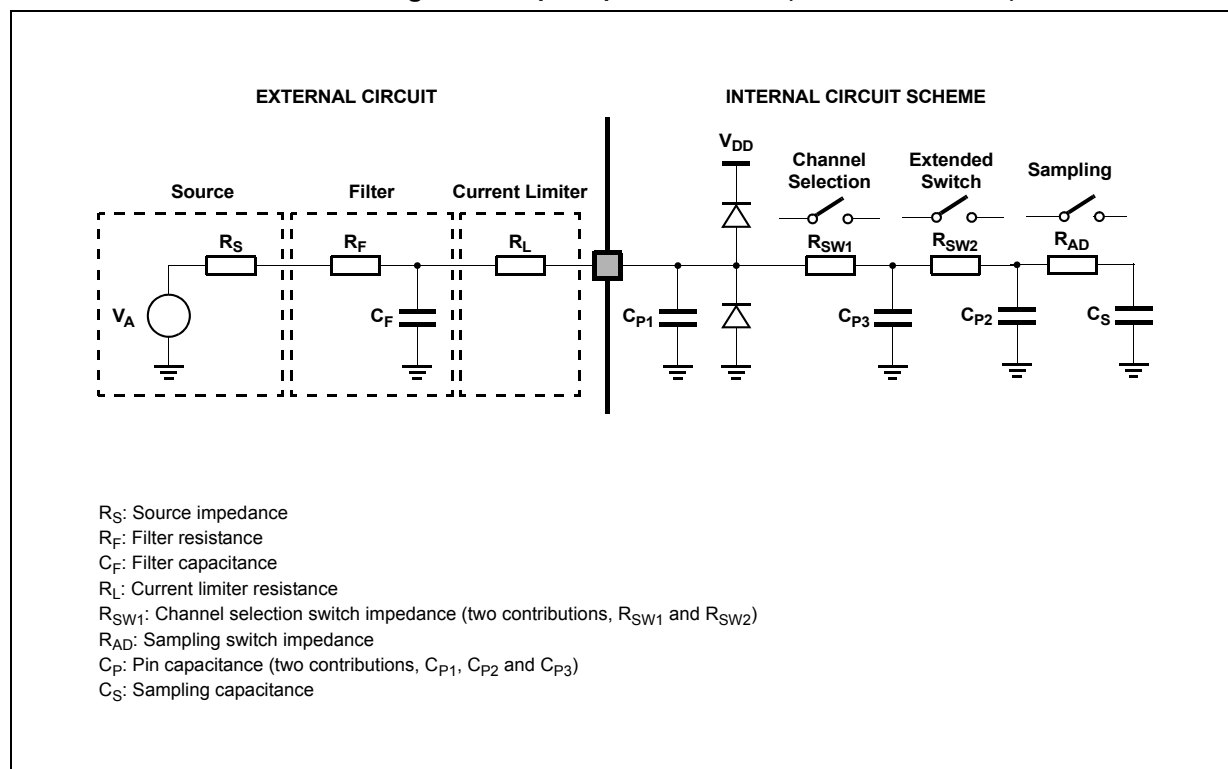 EXTERNAL CIRCUIT
INTERNAL CIRCUIT SCHEME
VDD
Channel
Selection
Extended
Switch
Sampling
Source
Filter
Current Limiter
RS
RF
RL
RSW1
RSW2
RAD
VA
CF
CP1
CP3
CP2
CS
RS: Source impedance
RF: Filter resistance
CF: Filter capacitance
RL: Current limiter resistance
RSW1: Channel selection switch impedance (two contributions, RSW1 and RSW2)
RAD: Sampling switch impedance
CP: Pin capacitance (two contributions, CP1, CP2 and CP3)
CS: Sampling capacitance